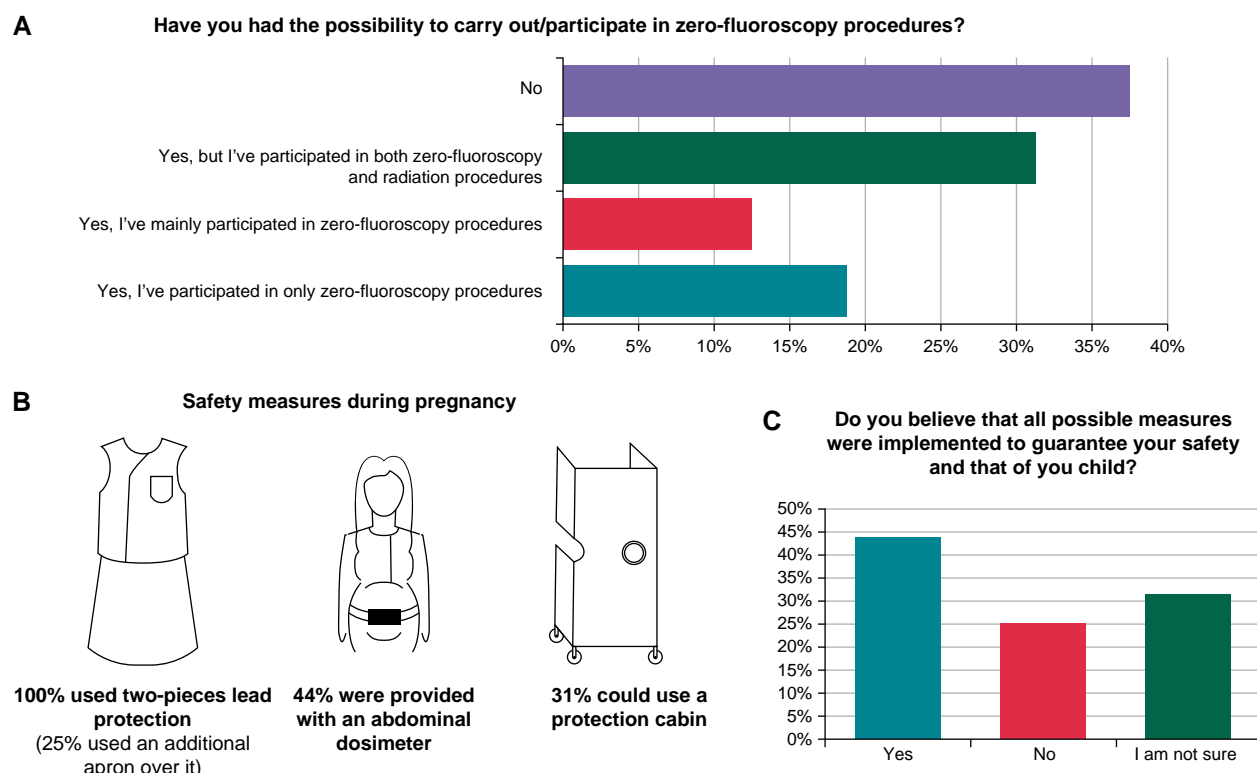 A
Have you had the possibility to carry out/participate in zero-fluoroscopy procedures?
No
Yes, but I've participated in both zero-fluoroscopy
and radiation procedures
Yes, I've mainly participated in zero-fluoroscopy procedures
Yes, I've participated in only zero-fluoroscopy procedures
0% 5% 10% 15% 20% 25% 30% 35% 40%
B
Safety measures during pregnancy
100% used two-pieces lead
protection
(25% used an additional
apron over it)
44% were provided
with an abdominal
dosimeter
31% could use a
protection cabin
C
Do you believe that all possible measures
were implemented to guarantee your safety
and that of you child?
50%
45%
40%
35%
30%
25%
20%
15%
10%
5%
0%
Yes No I am not sure